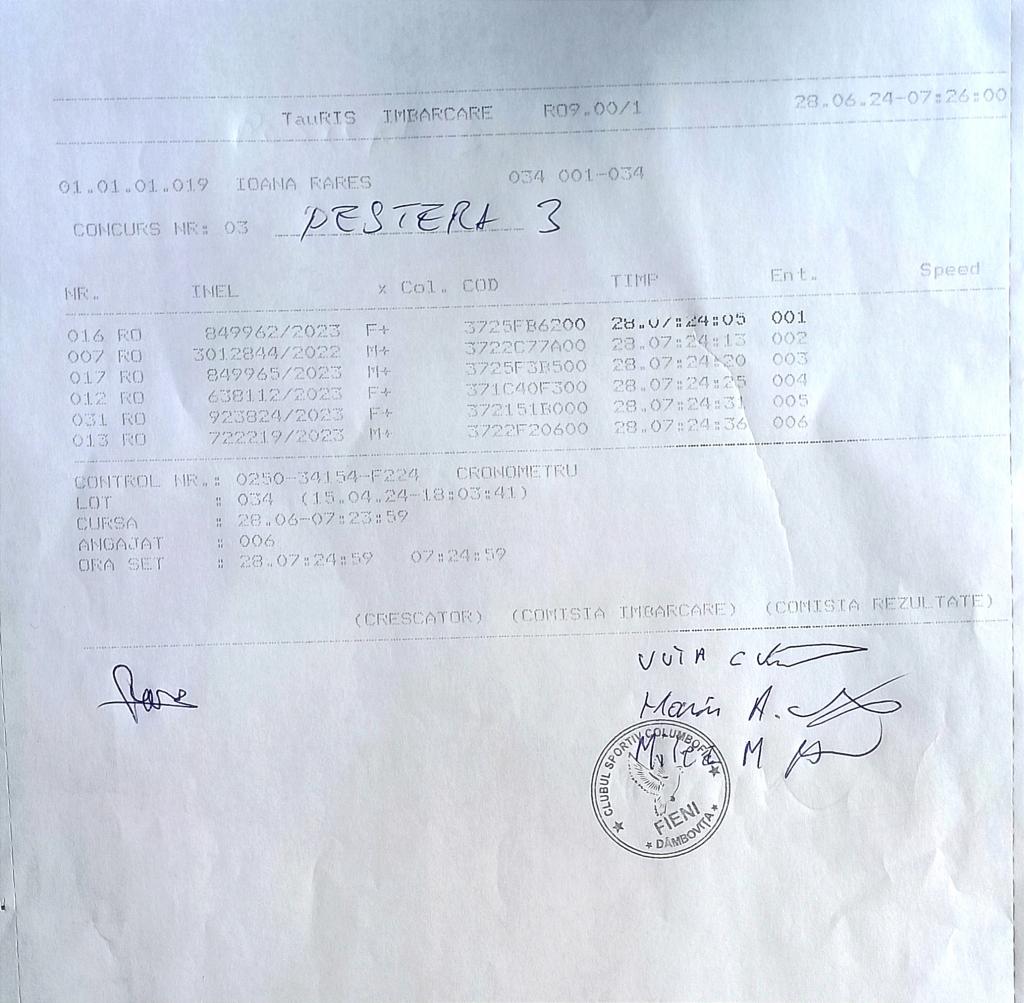 TauRIS IMBARCARE R09.00/1 28.06.24-07:26:00
01.01.01.019 IOANA RARES 034 001-034
CONCURS NR: 03 PESTERA 3
NR. INEL x Col. COD TIMP Ent. Speed
016 RO 849962/2023 F+ 3725FB6200 28.07:24:05 001
007 RO 3012844/2022 M+ 3722C77A00 28.07:24:13 002
017 RO 849965/2023 M+ 3725F3B500 28.07:24:20 003
012 RO 638112/2023 F+ 371C40F300 28.07:24:25 004
031 RO 923824/2023 F+ 372151B000 28.07:24:31 005
013 RO 722219/2023 M+ 3722F20600 28.07:24:36 006
CONTROL NR.: 0250-34154-F224 CRONOMETRU
LOT : 034 (15.04.24-18:03:41)
CURSA : 28.06-07:23:59
ANGAJAT : 006
ORA SET : 28.07:24:59 07:24:59
(CRESCATOR) (COMISIA IMBARCARE) (COMISIA REZULTATE)
VUTA C
Rares
Marin A.
M
CLUBUL SPORTIV COLUMBOFIL
FIENI
DÂMBOVIȚA